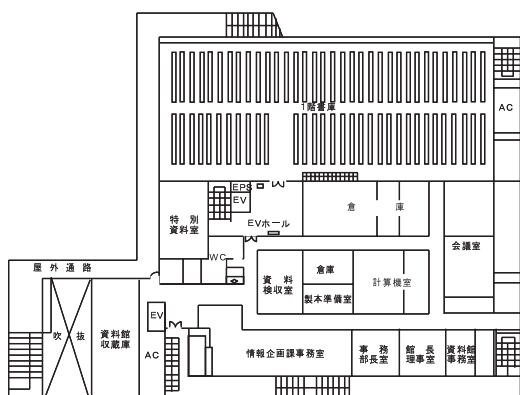 1階書庫
AC
EPS
EV
特別
資料室
EVホール
倉庫
WC
会議室
屋外通路
資料
検収室
倉庫
製本準備室
計算機室
吹抜
資料館
収蔵庫
EV
AC
情報企画課事務室
事務
部長室
館長
理事室
資料館
事務室